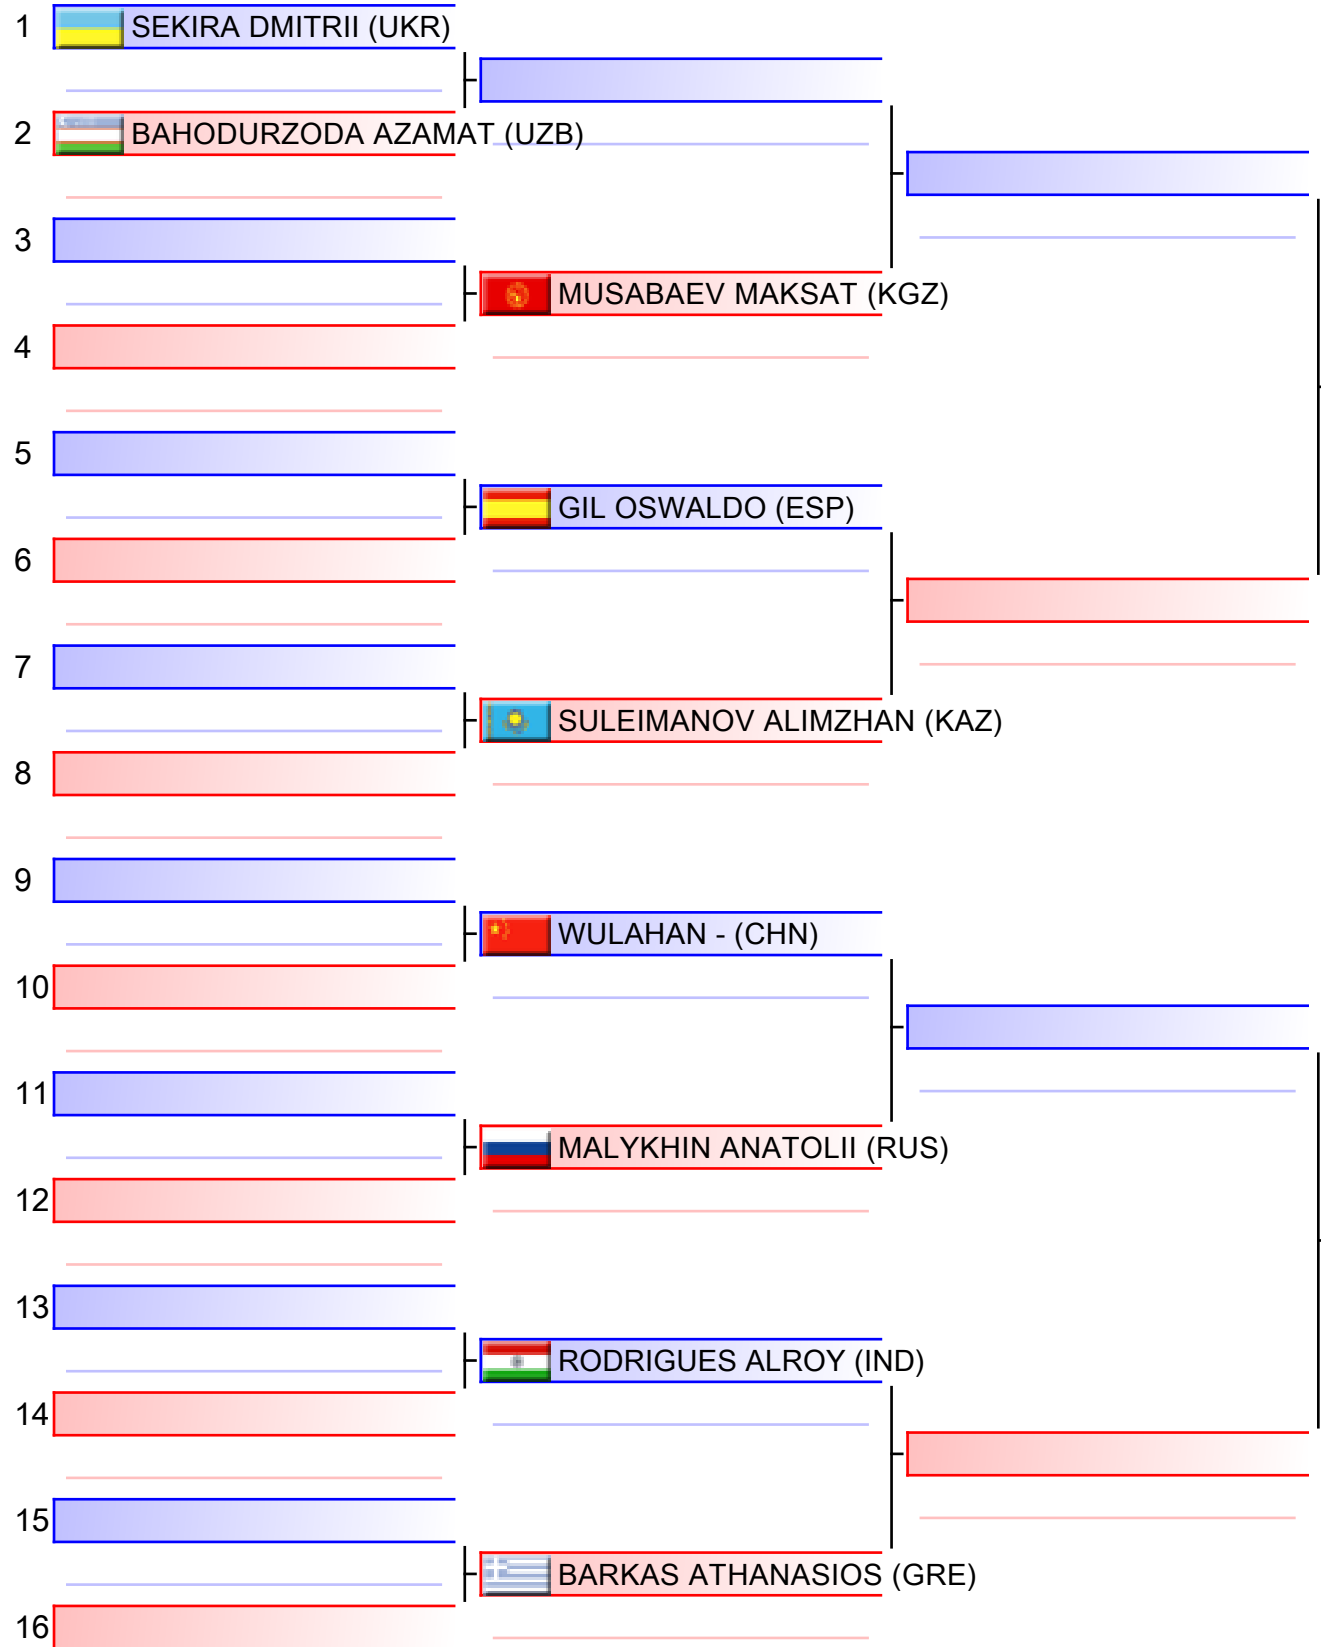 1 SEKIRA DMITRII (UKR)
2 BAHODURZODA AZAMAT (UZB)
3
MUSABAEV MAKSAT (KGZ)
4
5
GIL OSWALDO (ESP)
6
7
SULEIMANOV ALIMZHAN (KAZ)
8
9
WULAHAN - (CHN)
10
11
MALYKHIN ANATOLII (RUS)
12
13
RODRIGUES ALROY (IND)
14
15
BARKAS ATHANASIOS (GRE)
16